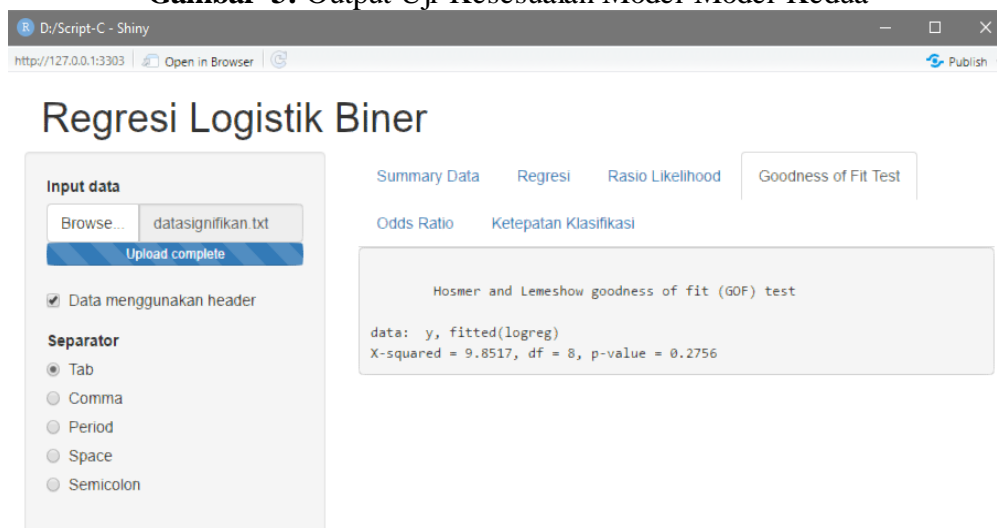 Gambar 3. Output Uji Kesesuaian Model Model Kedua
D:/Script-C - Shiny
http://127.0.0.1:3303 Open in Browser Publish
Regresi Logistik Biner
Input data
Browse... datasignifikan.txt
Upload complete
Data menggunakan header
Separator
Tab
Comma
Period
Space
Semicolon
Summary Data Regresi Rasio Likelihood Goodness of Fit Test
Odds Ratio Ketepatan Klasifikasi
Hosmer and Lemeshow goodness of fit (GOF) test
data: y, fitted(logreg)
X-squared = 9.8517, df = 8, p-value = 0.2756